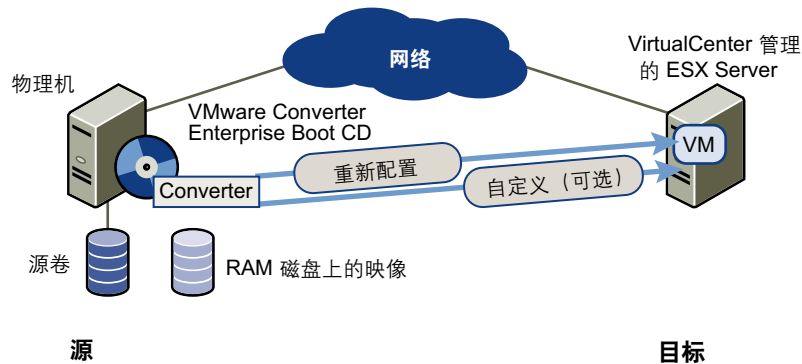 网络
VirtualCenter 管理
的 ESX Server
物理机
VMware Converter
Enterprise Boot CD
VM
重新配置
Converter
自定义（可选）
源卷
RAM 磁盘上的映像
源
目标